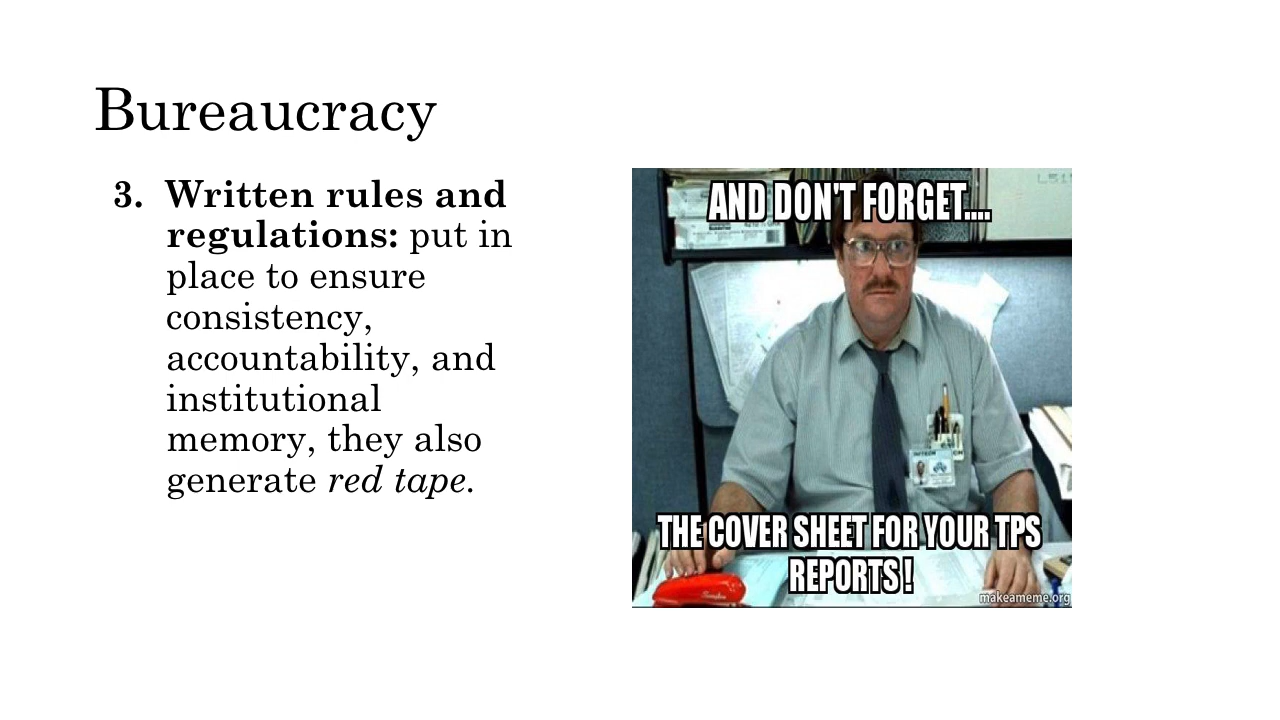 Bureaucracy
3. Written rules and
regulations: put in
place to ensure
consistency,
accountability, and
institutional
memory, they also
generate red tape.
AND DON'T FORGET....
THE COVER SHEET FOR YOUR TPS
REPORTS!
makeameme.org